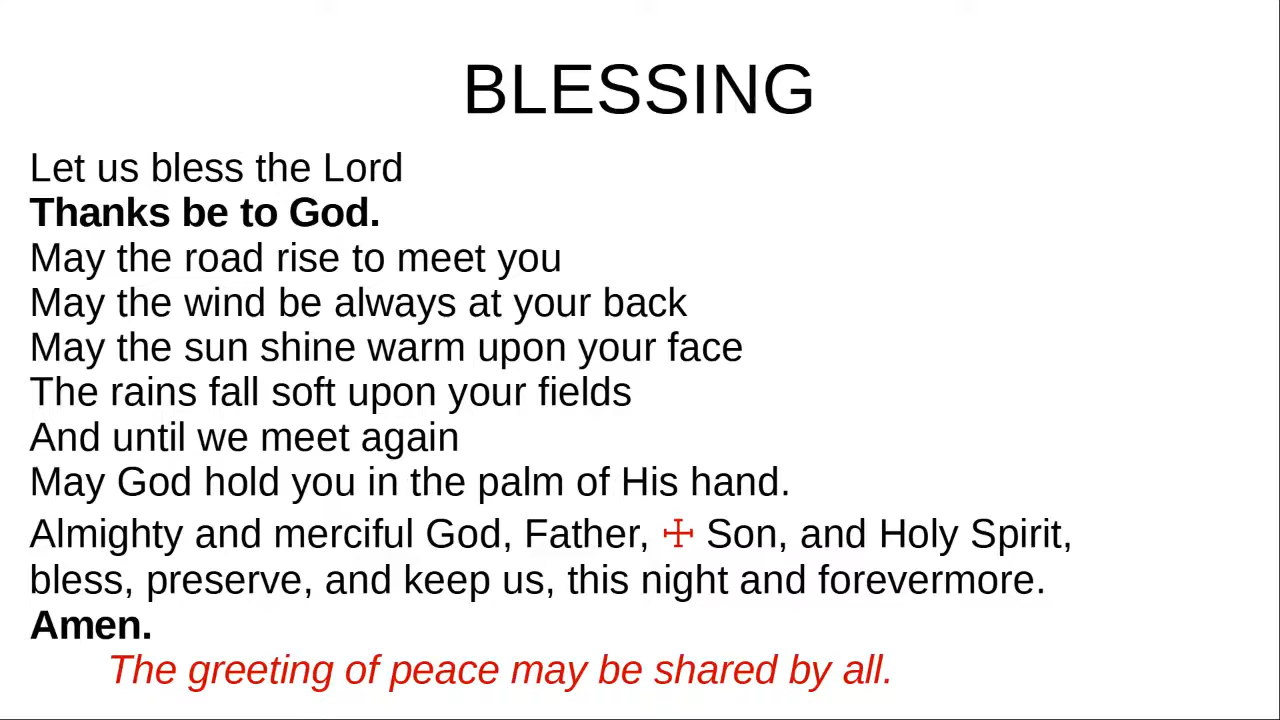 BLESSING
Let us bless the Lord
Thanks be to God.
May the road rise to meet you
May the wind be always at your back
May the sun shine warm upon your face
The rains fall soft upon your fields
And until we meet again
May God hold you in the palm of His hand.
Almighty and merciful God, Father, ☩ Son, and Holy Spirit,
bless, preserve, and keep us, this night and forevermore.
Amen.
The greeting of peace may be shared by all.